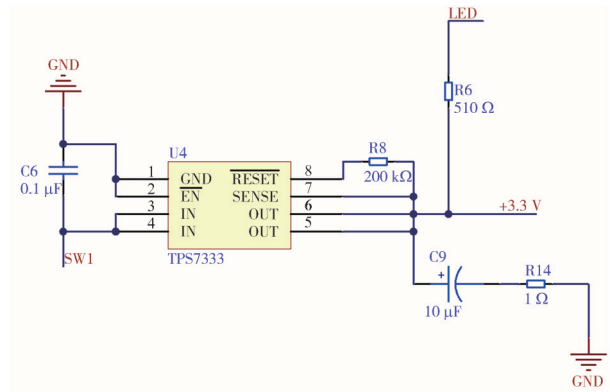 LED
GND
R6
510 Ω
U4
R8
1 GND RESET 8
200 kΩ
C6
0.1 μF
2 EN SENSE 7
3 IN OUT 6
+3.3 V
4 IN OUT 5
SW1
TPS7333
C9
+
R14
10 μF
1 Ω
GND